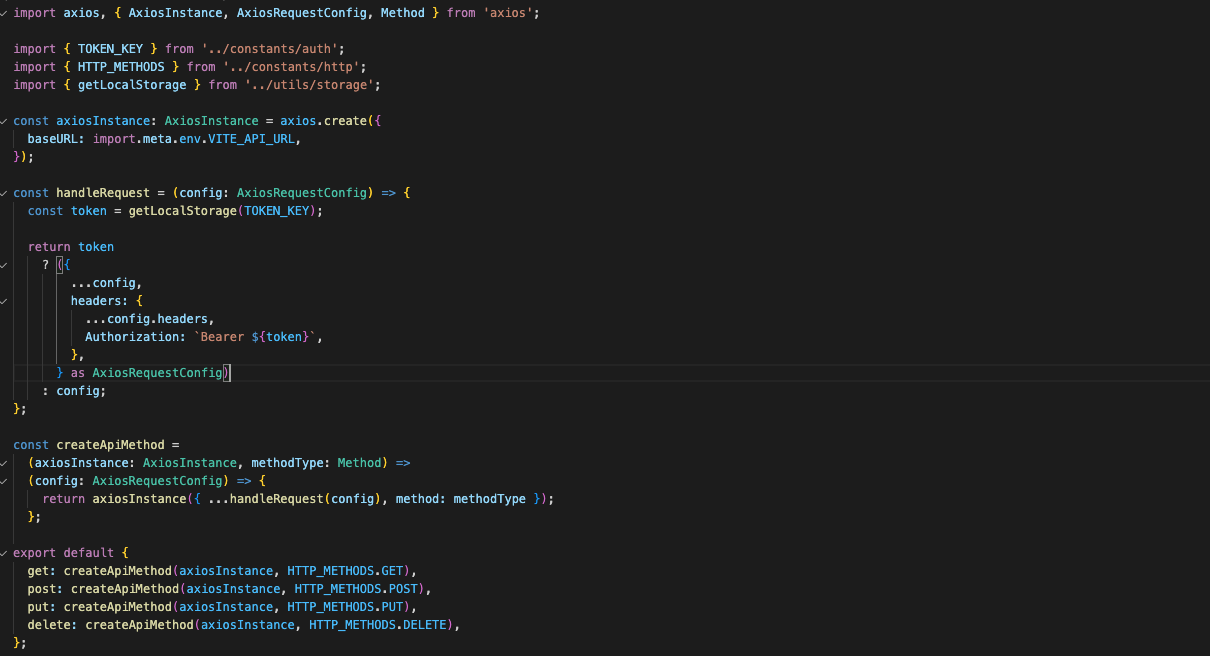 import axios, { AxiosInstance, AxiosRequestConfig, Method } from 'axios';
import { TOKEN_KEY } from '../constants/auth';
import { HTTP_METHODS } from '../constants/http';
import { getLocalStorage } from '../utils/storage';
const axiosInstance: AxiosInstance = axios.create({
  baseURL: import.meta.env.VITE_API_URL,
});
const handleRequest = (config: AxiosRequestConfig) => {
  const token = getLocalStorage(TOKEN_KEY);
  return token
    ? ({
        ...config,
        headers: {
          ...config.headers,
          Authorization: `Bearer ${token}`,
        },
      } as AxiosRequestConfig)
    : config;
};
const createApiMethod =
  (axiosInstance: AxiosInstance, methodType: Method) =>
  (config: AxiosRequestConfig) => {
    return axiosInstance({ ...handleRequest(config), method: methodType });
  };
export default {
  get: createApiMethod(axiosInstance, HTTP_METHODS.GET),
  post: createApiMethod(axiosInstance, HTTP_METHODS.POST),
  put: createApiMethod(axiosInstance, HTTP_METHODS.PUT),
  delete: createApiMethod(axiosInstance, HTTP_METHODS.DELETE),
};